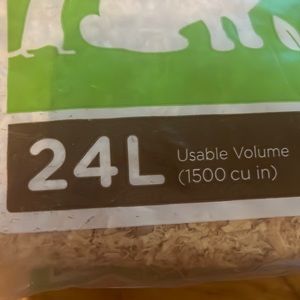 24L
Usable Volume
(1500 cu in)